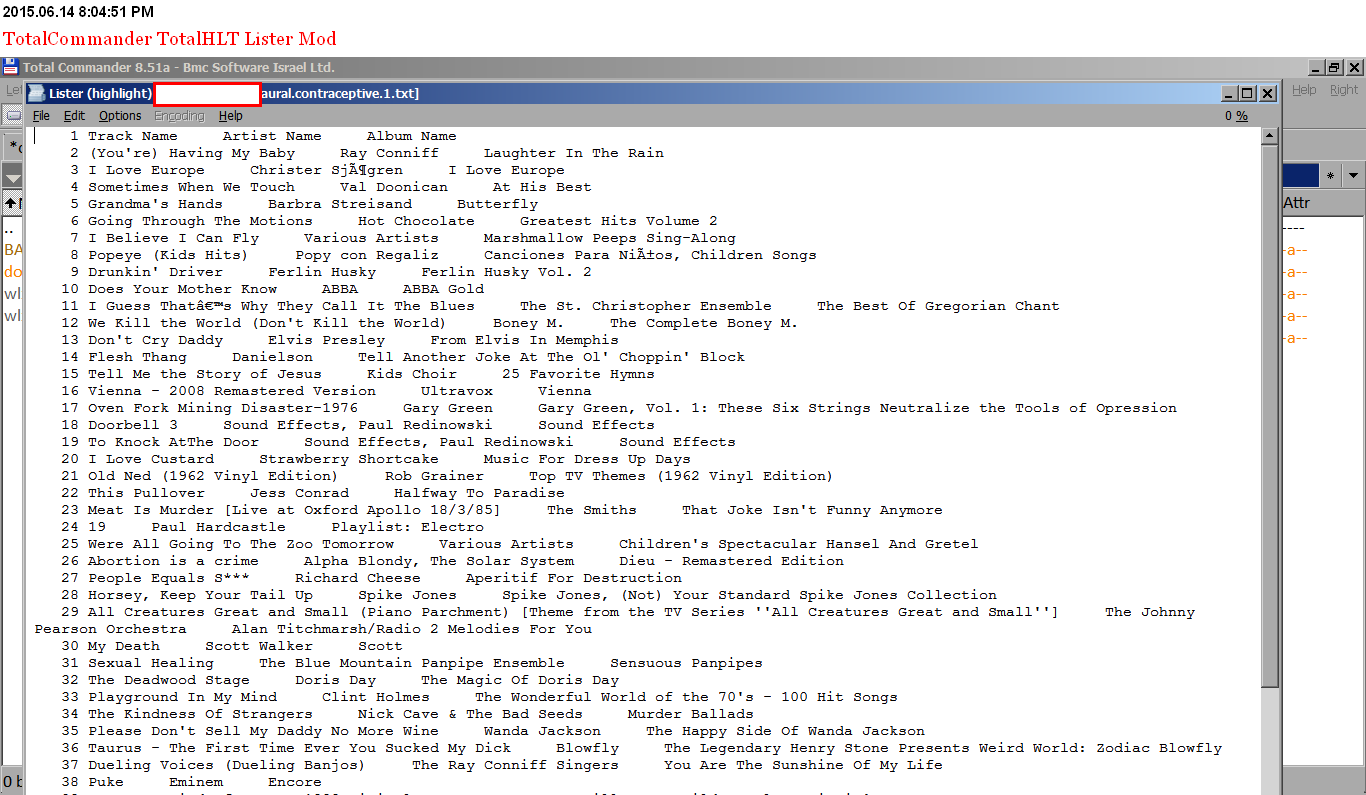 2015.06.14 8:04:51 PM
TotalCommander TotalHLT Lister Mod
Total Commander 8.51a - Bmc Software Israel Ltd.
Help Right
Lister (highlight) aural.contraceptive.1.txt]
File Edit Options Encoding Help 0 %
1 Track Name Artist Name Album Name
2 (You're) Having My Baby Ray Conniff Laughter In The Rain
3 I Love Europe Christer SjÃ¶gren I Love Europe
4 Sometimes When We Touch Val Doonican At His Best
5 Grandma's Hands Barbra Streisand Butterfly
6 Going Through The Motions Hot Chocolate Greatest Hits Volume 2
7 I Believe I Can Fly Various Artists Marshmallow Peeps Sing-Along
8 Popeye (Kids Hits) Popy con Regaliz Canciones Para NiÃ±os, Children Songs
9 Drunkin' Driver Ferlin Husky Ferlin Husky Vol. 2
10 Does Your Mother Know ABBA ABBA Gold
11 I Guess Thatâ€™s Why They Call It The Blues The St. Christopher Ensemble The Best Of Gregorian Chant
12 We Kill the World (Don't Kill the World) Boney M. The Complete Boney M.
13 Don't Cry Daddy Elvis Presley From Elvis In Memphis
14 Flesh Thang Danielson Tell Another Joke At The Ol' Choppin' Block
15 Tell Me the Story of Jesus Kids Choir 25 Favorite Hymns
16 Vienna - 2008 Remastered Version Ultravox Vienna
17 Oven Fork Mining Disaster-1976 Gary Green Gary Green, Vol. 1: These Six Strings Neutralize the Tools of Opression
18 Doorbell 3 Sound Effects, Paul Redinowski Sound Effects
19 To Knock AtThe Door Sound Effects, Paul Redinowski Sound Effects
20 I Love Custard Strawberry Shortcake Music For Dress Up Days
21 Old Ned (1962 Vinyl Edition) Rob Grainer Top TV Themes (1962 Vinyl Edition)
22 This Pullover Jess Conrad Halfway To Paradise
23 Meat Is Murder [Live at Oxford Apollo 18/3/85] The Smiths That Joke Isn't Funny Anymore
24 19 Paul Hardcastle Playlist: Electro
25 Were All Going To The Zoo Tomorrow Various Artists Children's Spectacular Hansel And Gretel
26 Abortion is a crime Alpha Blondy, The Solar System Dieu - Remastered Edition
27 People Equals S*** Richard Cheese Aperitif For Destruction
28 Horsey, Keep Your Tail Up Spike Jones Spike Jones, (Not) Your Standard Spike Jones Collection
29 All Creatures Great and Small (Piano Parchment) [Theme from the TV Series ''All Creatures Great and Small''] The Johnny
Pearson Orchestra Alan Titchmarsh/Radio 2 Melodies For You
30 My Death Scott Walker Scott
31 Sexual Healing The Blue Mountain Panpipe Ensemble Sensuous Panpipes
32 The Deadwood Stage Doris Day The Magic Of Doris Day
33 Playground In My Mind Clint Holmes The Wonderful World of the 70's - 100 Hit Songs
34 The Kindness Of Strangers Nick Cave & The Bad Seeds Murder Ballads
35 Please Don't Sell My Daddy No More Wine Wanda Jackson The Happy Side Of Wanda Jackson
36 Taurus - The First Time Ever You Sucked My Dick Blowfly The Legendary Henry Stone Presents Weird World: Zodiac Blowfly
37 Dueling Voices (Dueling Banjos) The Ray Conniff Singers You Are The Sunshine Of My Life
38 Puke Eminem Encore
*
Attr
..
----
BA
-a--
do
-a--
wl
-a--
wl
-a--
-a--
0 b